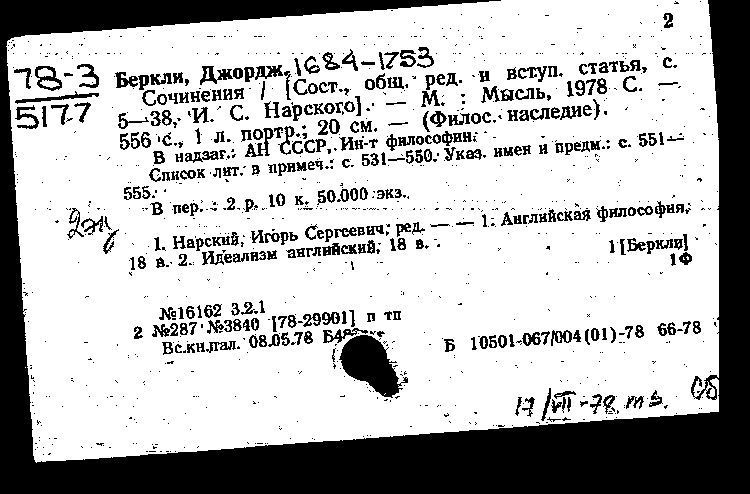 2
78-3
5177
Беркли, Джордж, 1684-1753
Сочинения / [Сост., общ. ред. и вступ. статья, с.
5—38, И. С. Нарского]. — М. : Мысль, 1978 С. —
556 с., 1 л. портр.; 20 см. — (Филос. наследие).
В надзаг.: АН СССР, Ин-т философии.
Список лит. в примеч.: с. 531—550. Указ. имен и предм.: с. 551—
555.
В пер. : 2 р. 10 к. 50.000 экз.
2эк
1. Нарский, Игорь Сергеевич, ред. — — 1. Английская философия,
18 в. 2. Идеализм английский, 18 в.
1 [Беркли]
1Ф
№16162 3.2.1
2 №287 №3840 [78-29901] п тп
Вс.кн.пал. 08.05.78
Б 10501-067/004(01)-78 66-78
17/VII-78